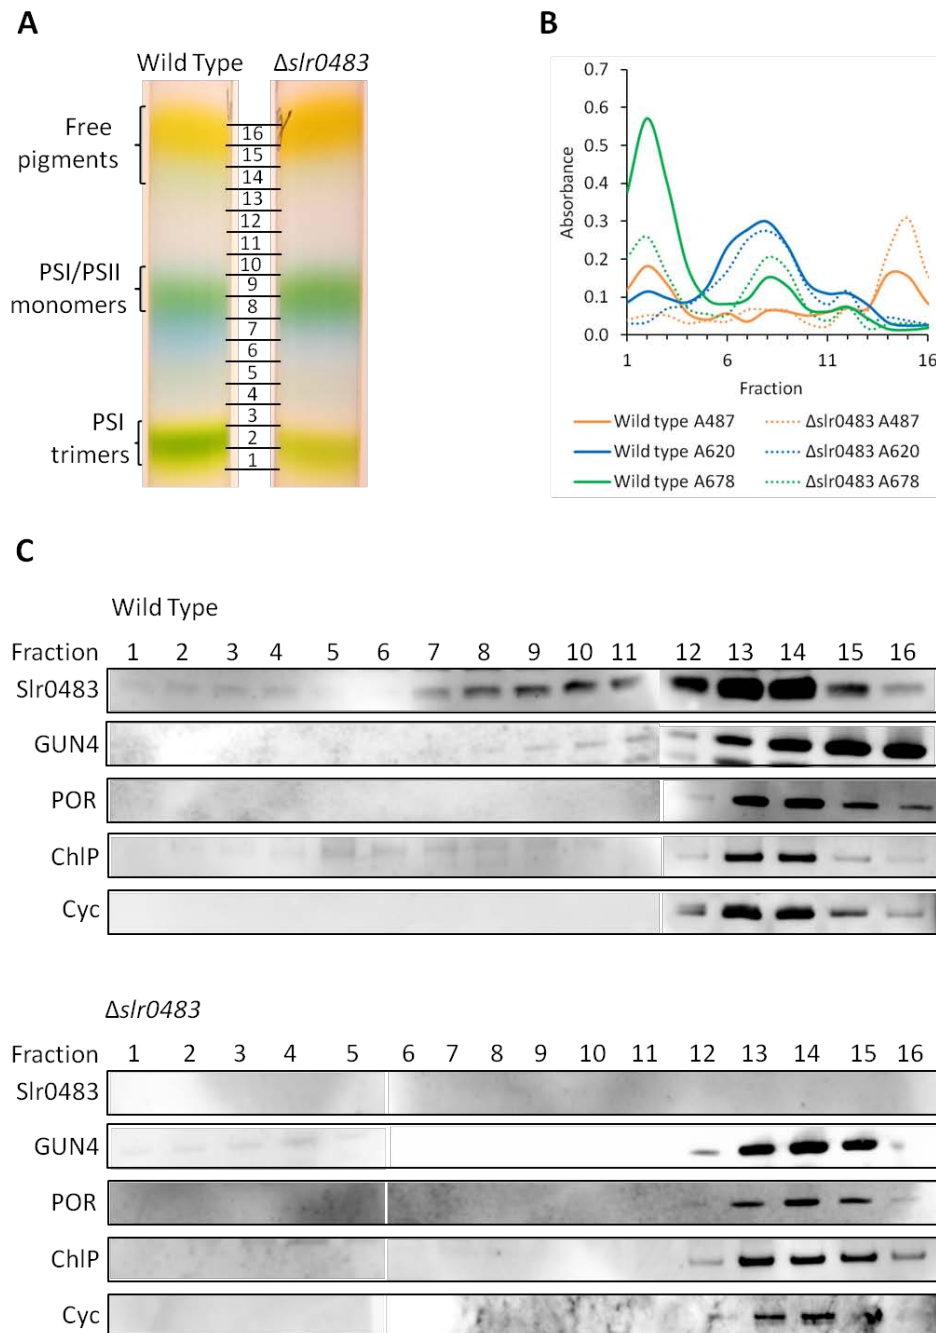 A
Wild Type Δslr0483
Free
pigments
PSI/PSII
monomers
PSI
trimers
16
15
14
13
12
11
10
9
8
7
6
5
4
3
2
1
B
Absorbance
0.7
0.6
0.5
0.4
0.3
0.2
0.1
0.0
1 6 11 16
Fraction
Wild type A487 Δslr0483 A487
Wild type A620 Δslr0483 A620
Wild type A678 Δslr0483 A678
C
Wild Type
Fraction 1 2 3 4 5 6 7 8 9 10 11 12 13 14 15 16
Slr0483
GUN4
POR
ChlP
Cyc
Δslr0483
Fraction 1 2 3 4 5 6 7 8 9 10 11 12 13 14 15 16
Slr0483
GUN4
POR
ChlP
Cyc